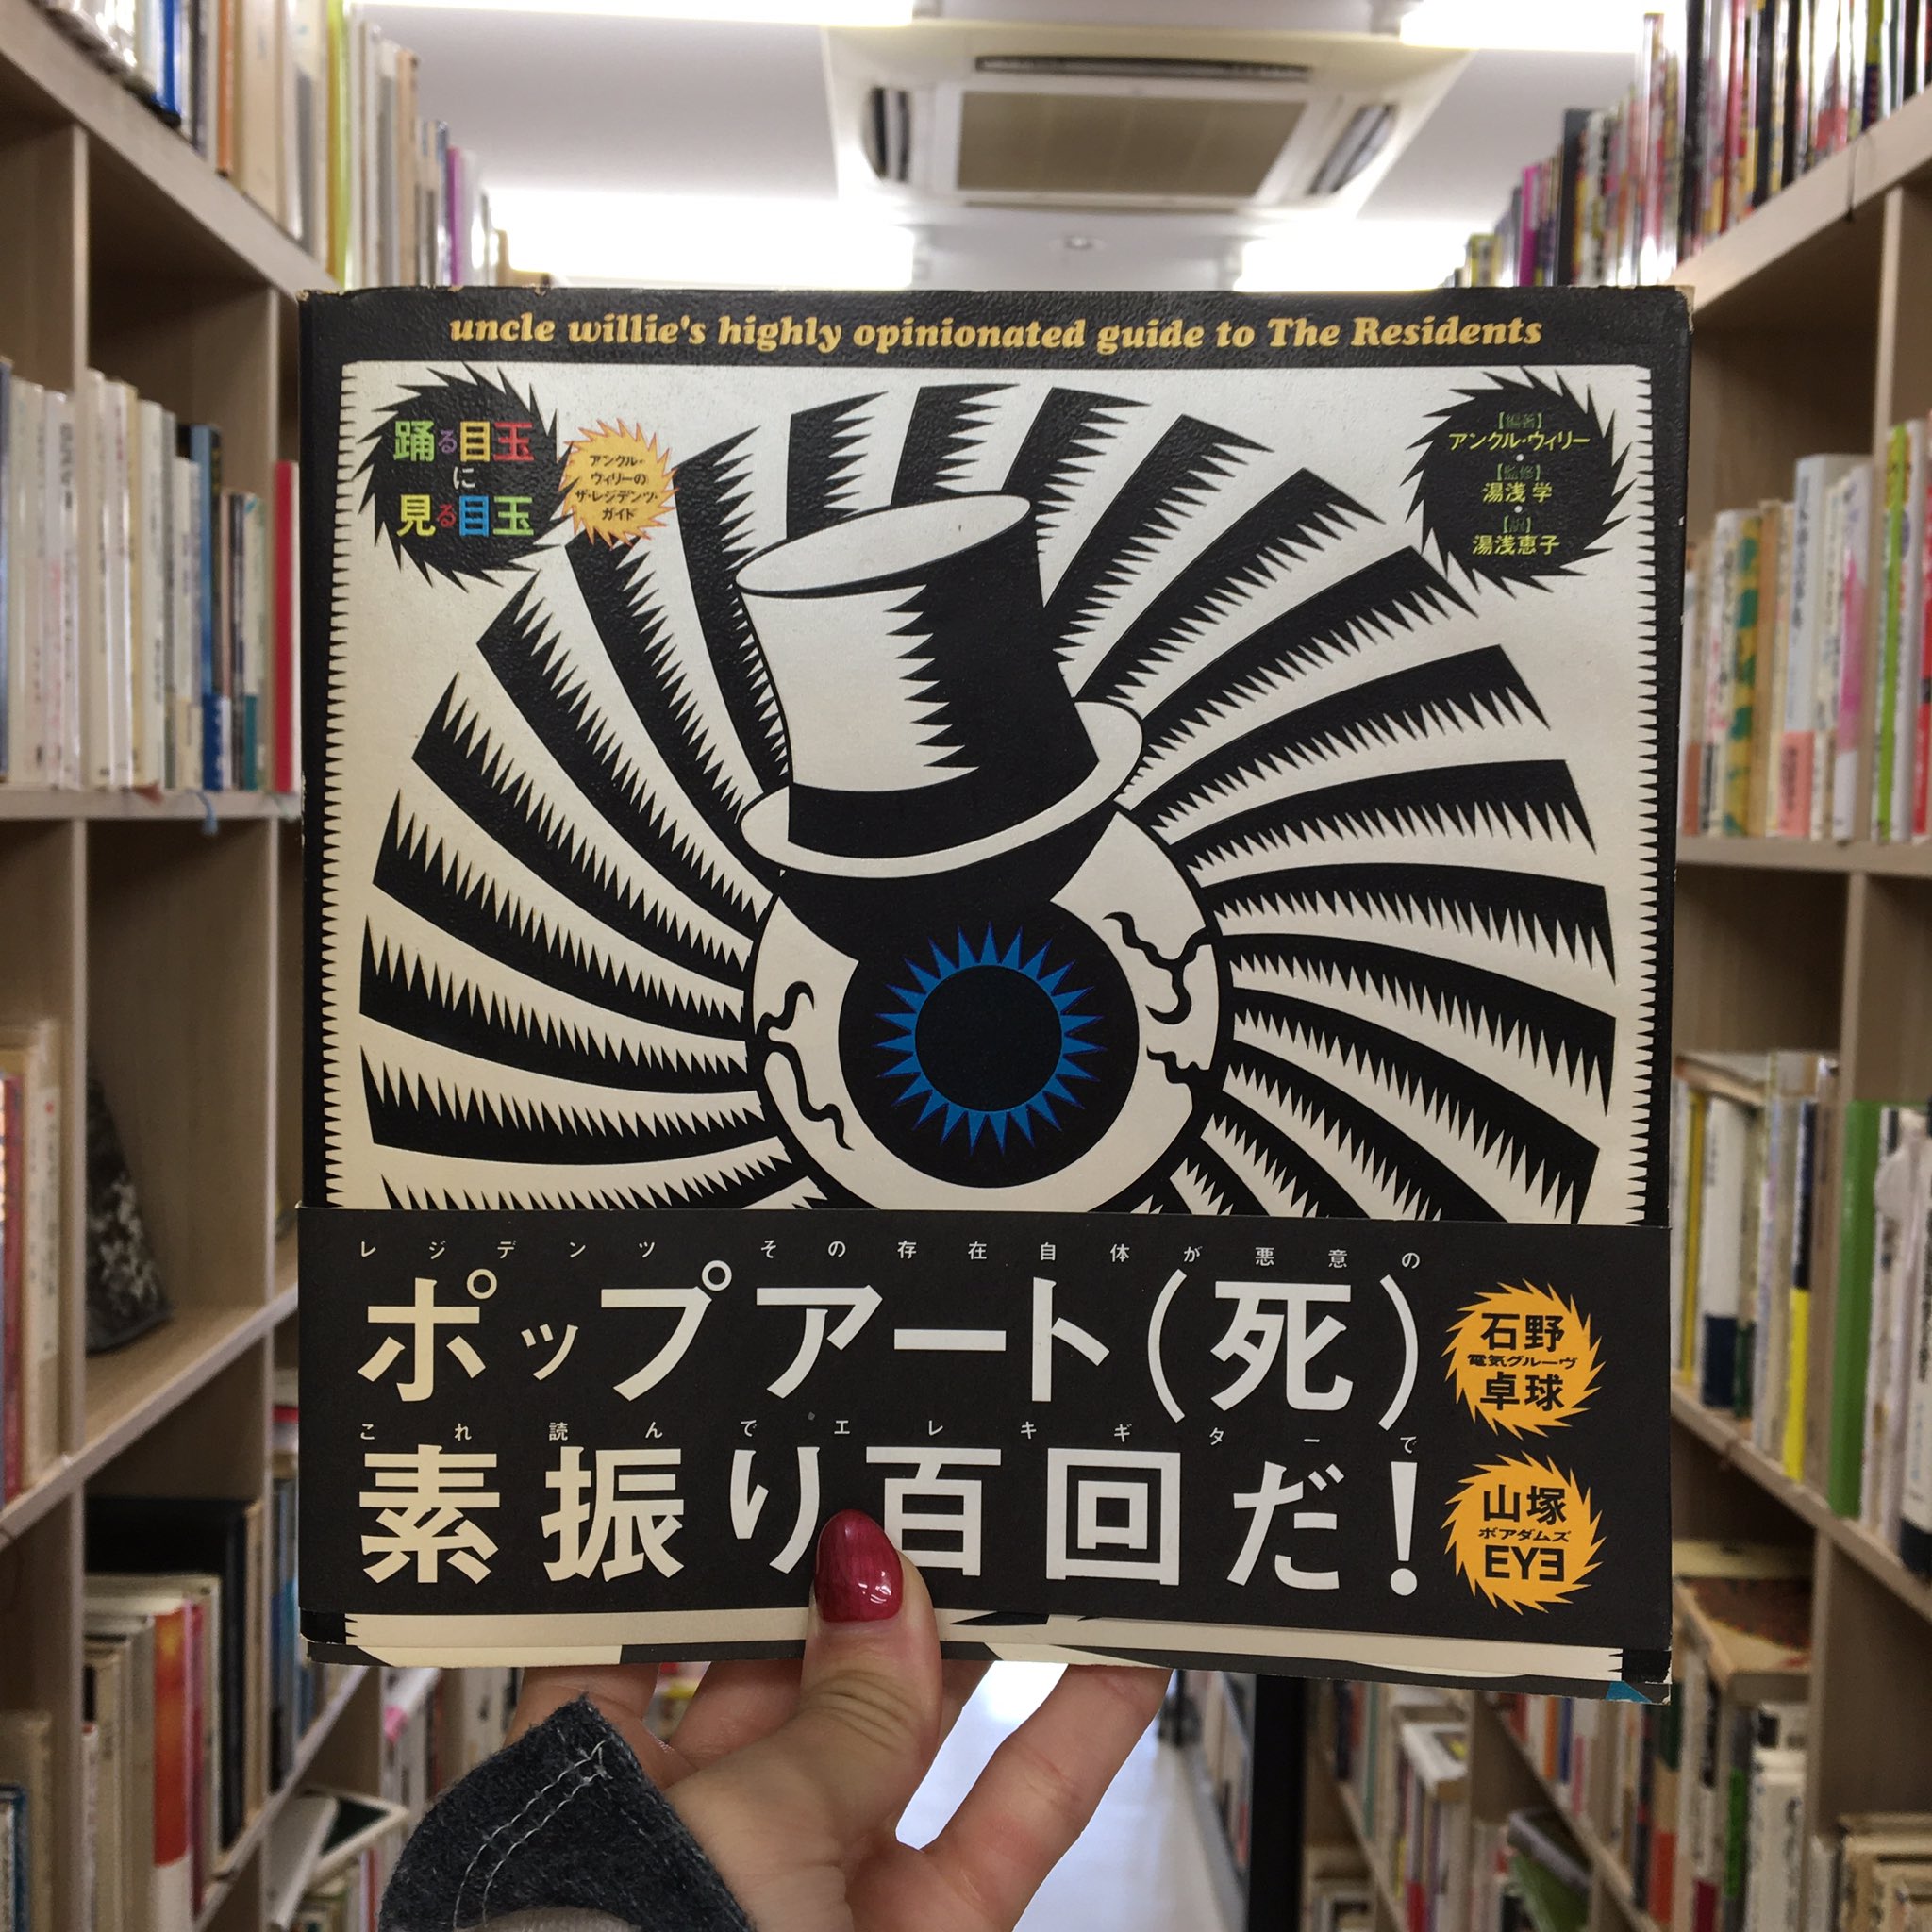 uncle willie's highly opinionated guide to The Residents
踊る目玉
に
見る目玉
アンクル・
ウィリーの
ザ・レジデンツ・
ガイド
【編著】
アンクル・ウィリー
【監修】
湯浅 学
【訳】
湯浅恵子
レジデンツ その存在自体が悪意の
ポップアート(死)
石野
電気グルーヴ
卓球
これ読んでエレキギターで
素振り百回だ!
山塚
ボアダムズ
EYƎ